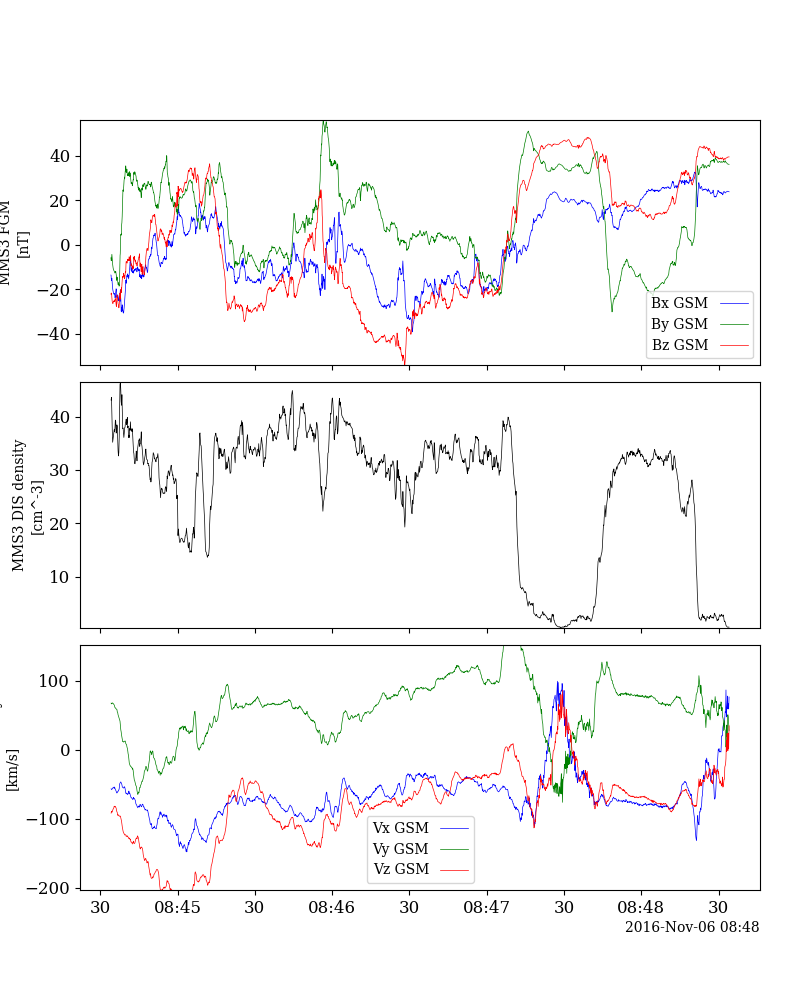 MMS3 FGM
[nT]
40
20
0
−20
−40
Bx GSM
By GSM
Bz GSM
MMS3 DIS density
[cm^-3]
40
30
20
10
[km/s]
100
0
−100
−200
Vx GSM
Vy GSM
Vz GSM
30 08:45 30 08:46 30 08:47 30 08:48 30
2016-Nov-06 08:48